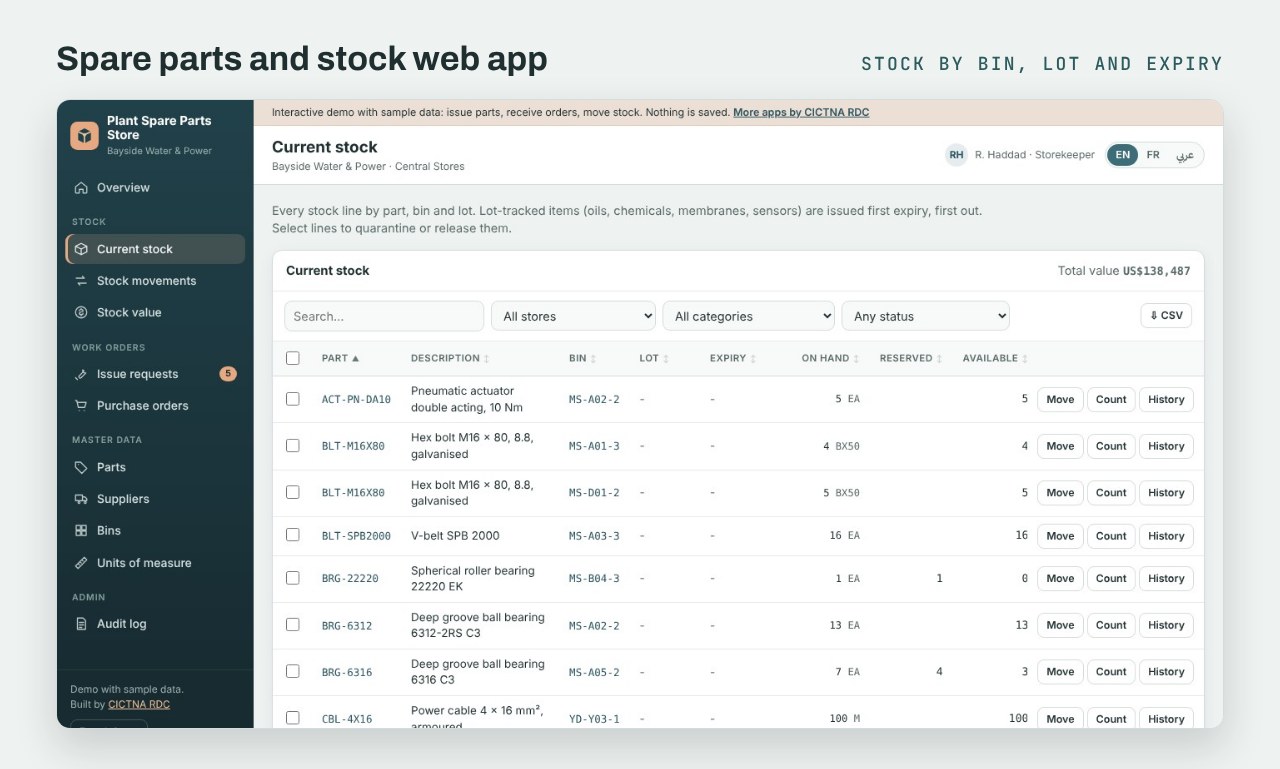 Spare parts and stock web app
STOCK BY BIN, LOT AND EXPIRY
Plant Spare Parts
Store
Bayside Water & Power
Overview
STOCK
Current stock
Stock movements
Stock value
WORK ORDERS
Issue requests 5
Purchase orders
MASTER DATA
Parts
Suppliers
Bins
Units of measure
ADMIN
Audit log
Demo with sample data.
Built by CICTNA RDC
Interactive demo with sample data: issue parts, receive orders, move stock. Nothing is saved. More apps by CICTNA RDC
Current stock
Bayside Water & Power · Central Stores
RH R. Haddad · Storekeeper EN FR عربي
Every stock line by part, bin and lot. Lot-tracked items (oils, chemicals, membranes, sensors) are issued first expiry, first out.
Select lines to quarantine or release them.
Current stock Total value US$138,487
Search... All stores All categories Any status ⇩ CSV
PART ▲ DESCRIPTION ↕ BIN ↕ LOT ↕ EXPIRY ↕ ON HAND ↕ RESERVED ↕ AVAILABLE ↕
ACT-PN-DA10 Pneumatic actuator MS-A02-2 - - 5 EA 5 Move Count History
double acting, 10 Nm
BLT-M16X80 Hex bolt M16 × 80, 8.8, MS-A01-3 - - 4 BX50 4 Move Count History
galvanised
BLT-M16X80 Hex bolt M16 × 80, 8.8, MS-D01-2 - - 5 BX50 5 Move Count History
galvanised
BLT-SPB2000 V-belt SPB 2000 MS-A03-3 - - 16 EA 16 Move Count History
BRG-22220 Spherical roller bearing MS-B04-3 - - 1 EA 1 0 Move Count History
22220 EK
BRG-6312 Deep groove ball bearing MS-A02-2 - - 13 EA 13 Move Count History
6312-2RS C3
BRG-6316 Deep groove ball bearing MS-A05-2 - - 7 EA 4 3 Move Count History
6316 C3
CBL-4X16 Power cable 4 × 16 mm², YD-Y03-1 - - 100 M 100 Move Count History
armoured